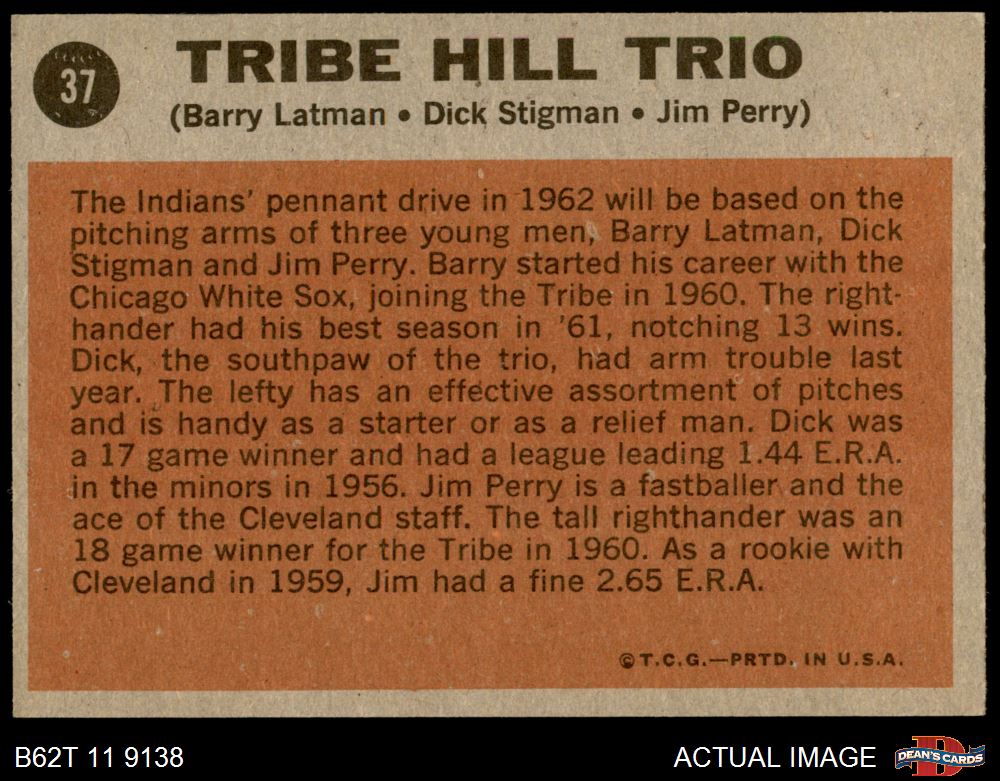 37
TRIBE HILL TRIO
(Barry Latman • Dick Stigman • Jim Perry)
The Indians' pennant drive in 1962 will be based on the
pitching arms of three young men, Barry Latman, Dick
Stigman and Jim Perry. Barry started his career with the
Chicago White Sox, joining the Tribe in 1960. The right-
hander had his best season in '61, notching 13 wins.
Dick, the southpaw of the trio, had arm trouble last
year. The lefty has an effective assortment of pitches
and is handy as a starter or as a relief man. Dick was
a 17 game winner and had a league leading 1.44 E.R.A.
in the minors in 1956. Jim Perry is a fastballer and the
ace of the Cleveland staff. The tall righthander was an
18 game winner for the Tribe in 1960. As a rookie with
Cleveland in 1959, Jim had a fine 2.65 E.R.A.
©T.C.G.—PRTD. IN U.S.A.
B62T 11 9138
ACTUAL IMAGE
D
DEAN'S CARDS